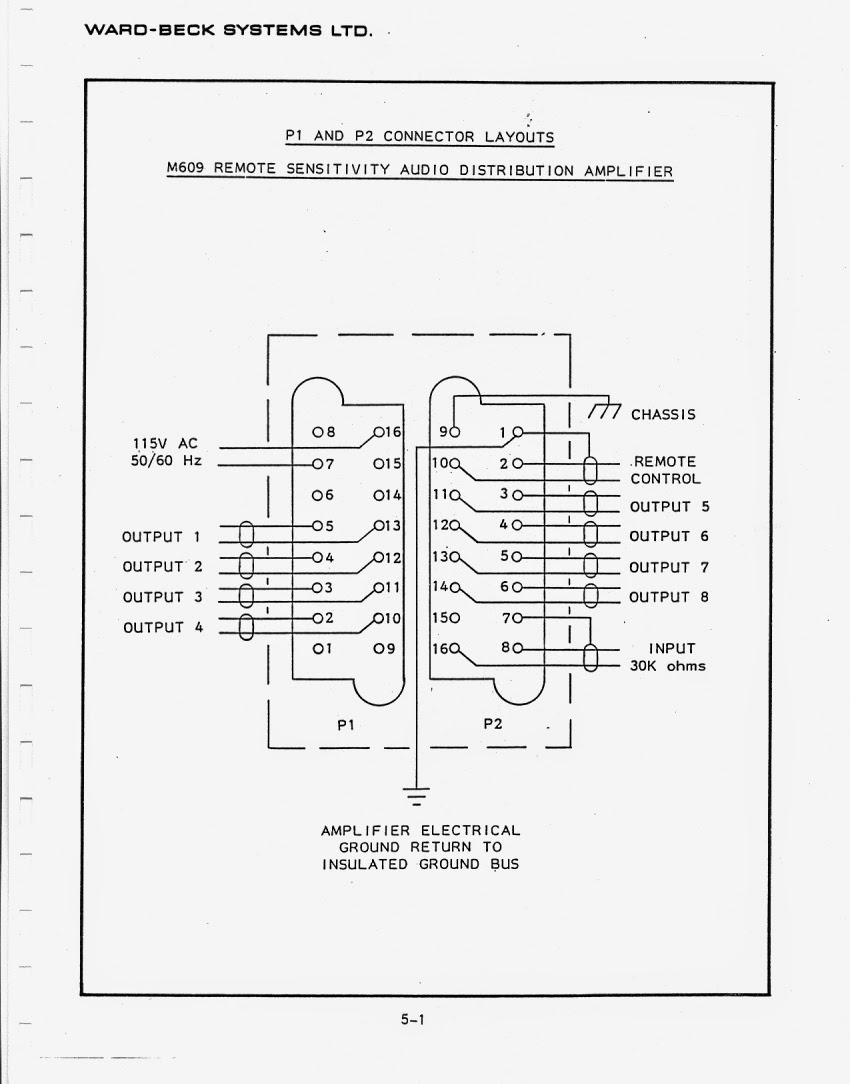 WARD-BECK SYSTEMS LTD.
P1 AND P2 CONNECTOR LAYOUTS
M609 REMOTE SENSITIVITY AUDIO DISTRIBUTION AMPLIFIER
CHASSIS
8 16 9 1
115V AC
50/60 Hz
7 15 10 2
REMOTE
CONTROL
6 14 11 3
OUTPUT 5
OUTPUT 1
5 13 12 4
OUTPUT 6
OUTPUT 2
4 12 13 5
OUTPUT 7
OUTPUT 3
3 11 14 6
OUTPUT 8
OUTPUT 4
2 10 15 7
1 9 16 8
INPUT
30K ohms
P1 P2
AMPLIFIER ELECTRICAL
GROUND RETURN TO
INSULATED GROUND BUS
5-1